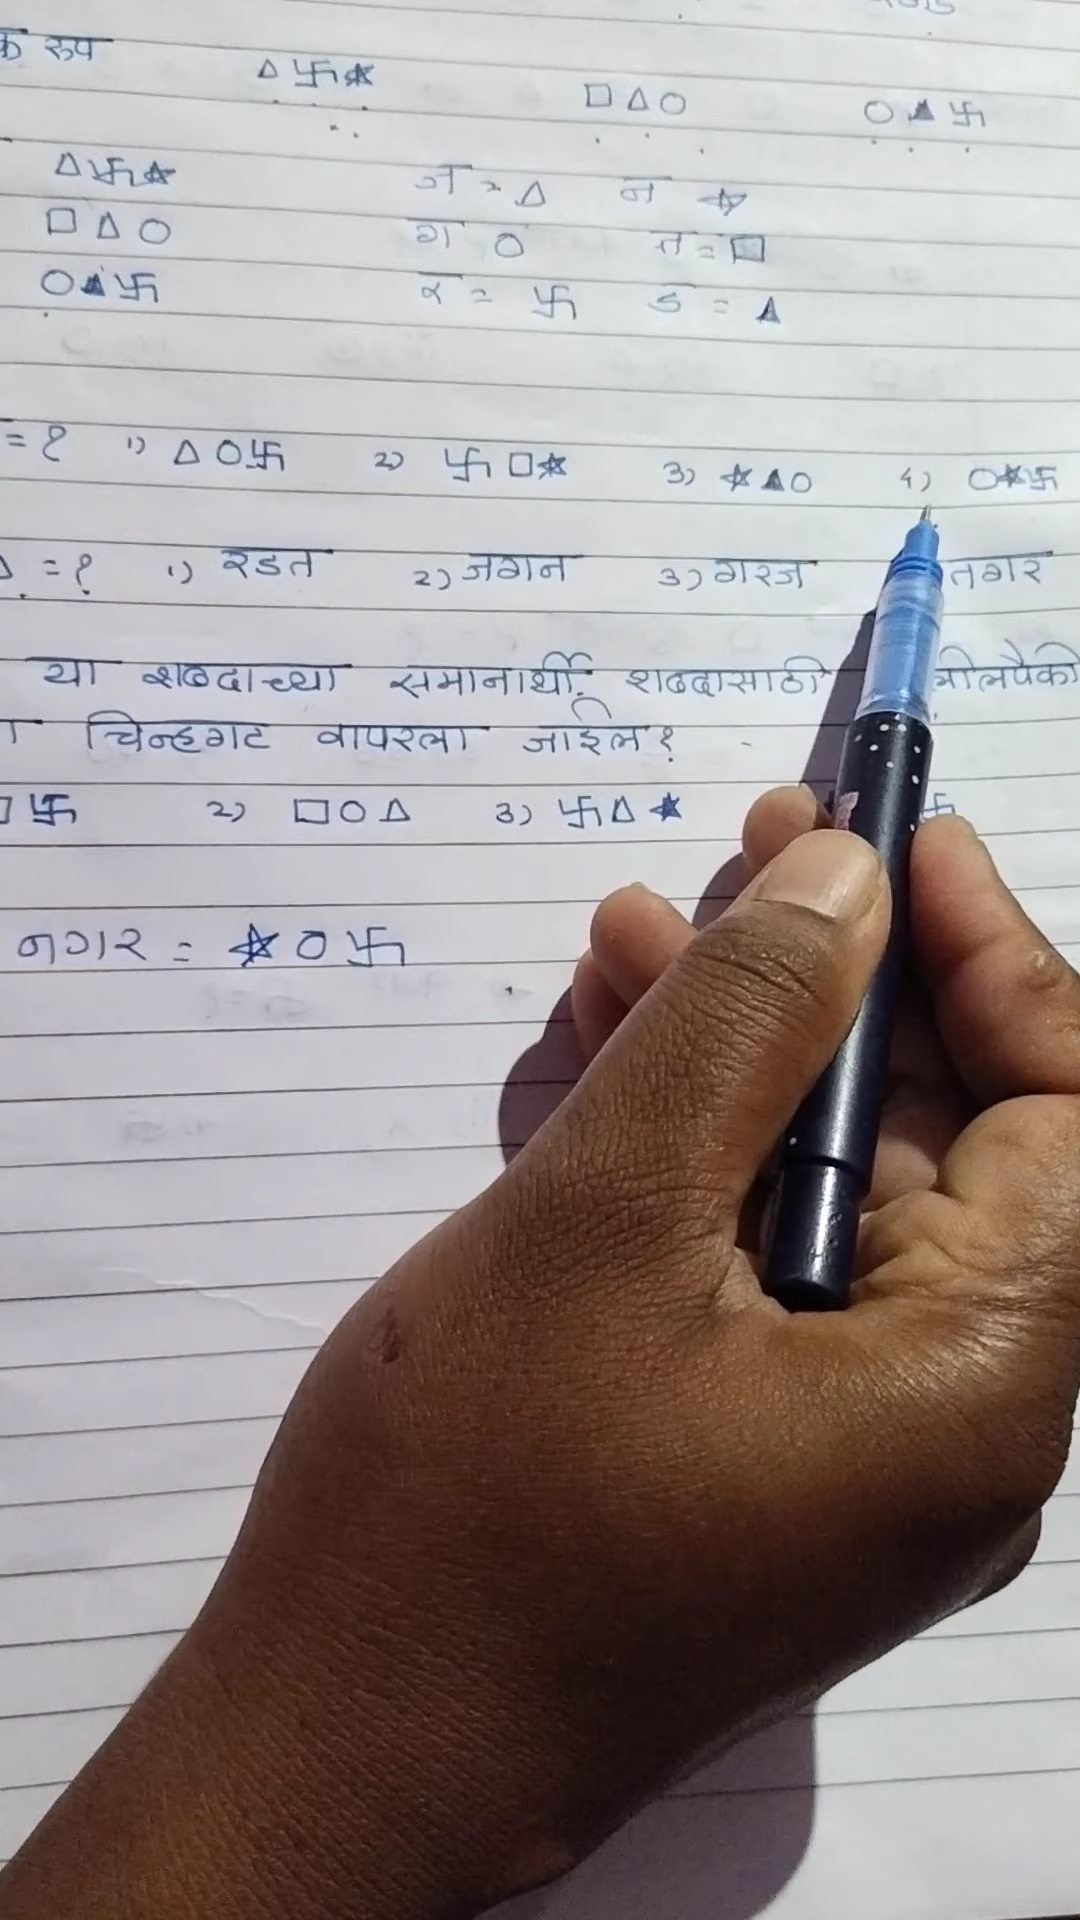 रूप
△ 卐 ☆ □ △ ○ ○ ▲ 卐
△ 卐 ☆ ज = △ न ☆
□ △ ○ ग ○ त = □
○ ▲ 卐 र = 卐 ड = ▲
= ? 1) △ ○ 卐 2) 卐 □ ☆ 3) ☆ ▲ ○ 4) ○ ☆ 卐
△ = ? 1) रडत 2) जगन 3) गरज तगर
या शब्दाच्या समानार्थी शब्दासाठी
चिन्हगट वापरला जाईल?
□ 卐 2) □ ○ △ 3) 卐 △ ★ 卐
नगर = ☆ ○ 卐